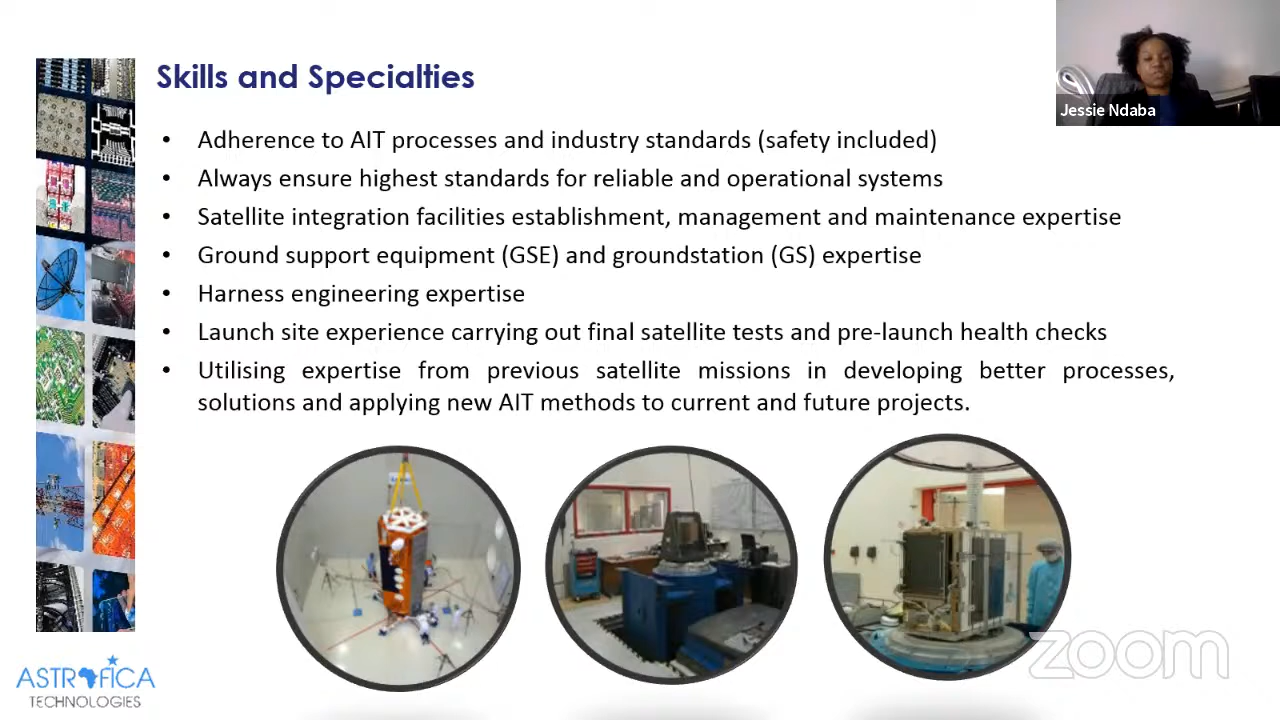 Skills and Specialties
Jessie Ndaba
• Adherence to AIT processes and industry standards (safety included)
• Always ensure highest standards for reliable and operational systems
• Satellite integration facilities establishment, management and maintenance expertise
• Ground support equipment (GSE) and groundstation (GS) expertise
• Harness engineering expertise
• Launch site experience carrying out final satellite tests and pre-launch health checks
• Utilising expertise from previous satellite missions in developing better processes,
solutions and applying new AIT methods to current and future projects.
zoom
ASTROFICA
TECHNOLOGIES